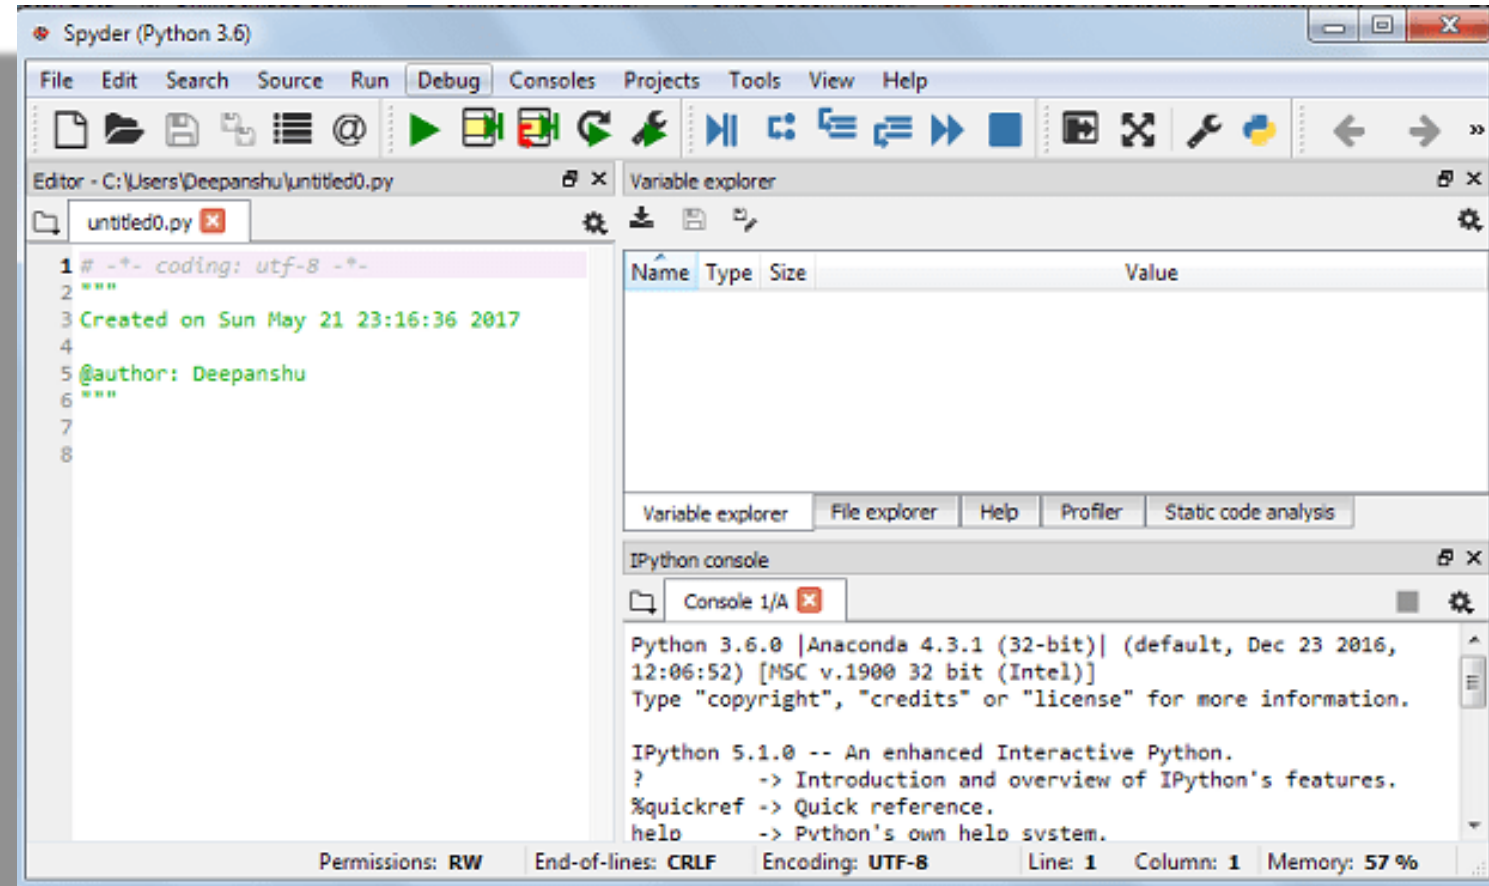 Spyder (Python 3.6)
File Edit Search Source Run Debug Consoles Projects Tools View Help
Editor - C:\Users\Deepanshu\untitled0.py
untitled0.py
1 # -*- coding: utf-8 -*-
2 """
3 Created on Sun May 21 23:16:36 2017
4
5 @author: Deepanshu
6 """
7
8
Variable explorer
Name Type Size Value
Variable explorer File explorer Help Profiler Static code analysis
IPython console
Console 1/A
Python 3.6.0 |Anaconda 4.3.1 (32-bit)| (default, Dec 23 2016,
12:06:52) [MSC v.1900 32 bit (Intel)]
Type "copyright", "credits" or "license" for more information.
IPython 5.1.0 -- An enhanced Interactive Python.
? -> Introduction and overview of IPython's features.
%quickref -> Quick reference.
help -> Python's own help system.
Permissions: RW End-of-lines: CRLF Encoding: UTF-8 Line: 1 Column: 1 Memory: 57 %